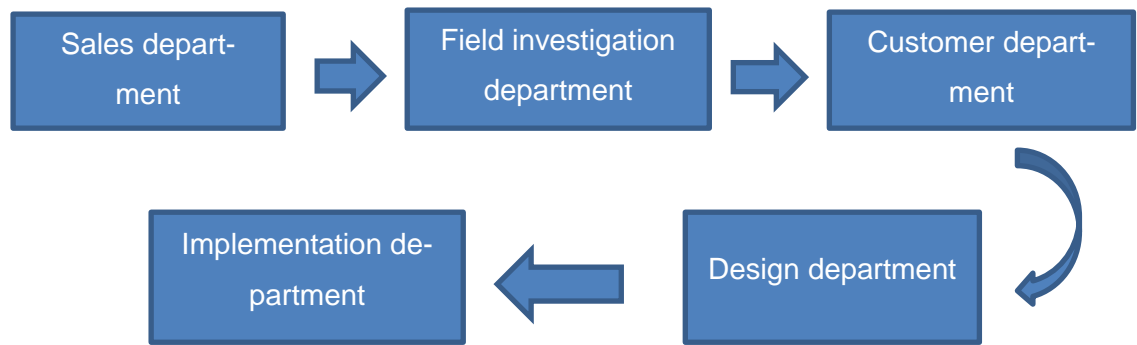 Sales depart-
ment
Field investigation
department
Customer depart-
ment
Implementation de-
partment
Design department